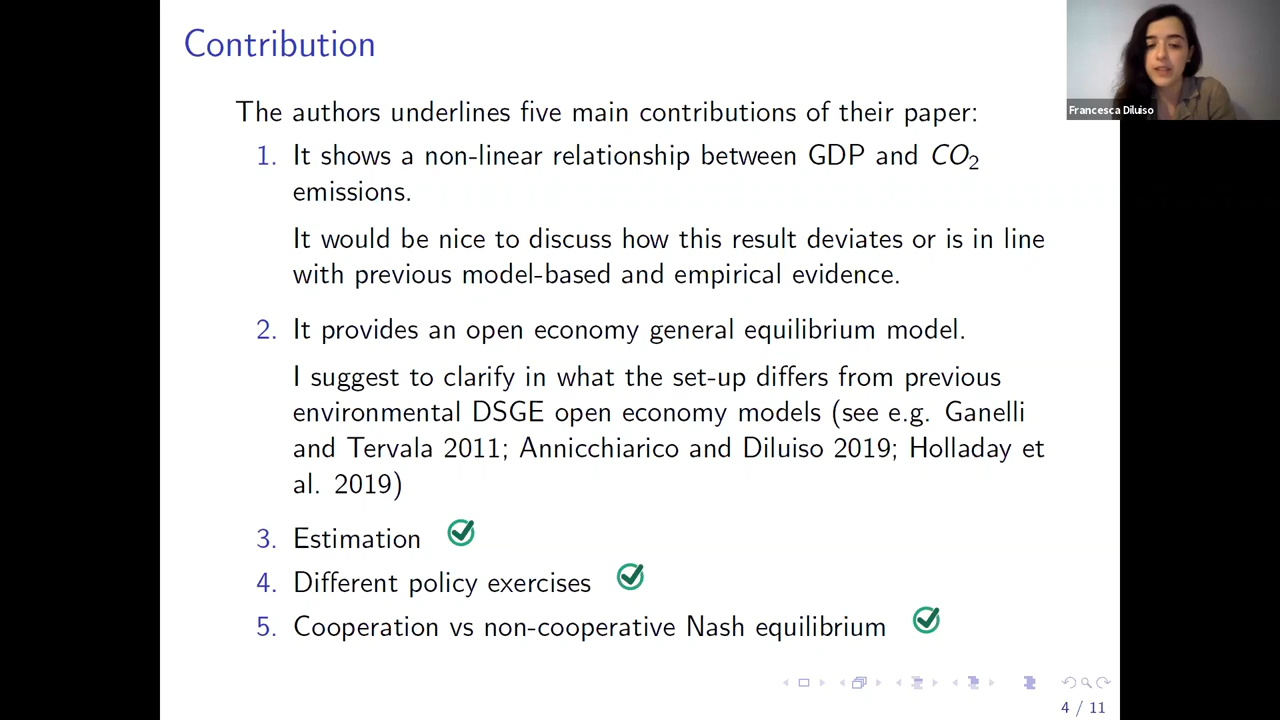 Contribution
Francesca Diluiso
The authors underlines five main contributions of their paper:
1. It shows a non-linear relationship between GDP and CO2
emissions.
It would be nice to discuss how this result deviates or is in line
with previous model-based and empirical evidence.
2. It provides an open economy general equilibrium model.
I suggest to clarify in what the set-up differs from previous
environmental DSGE open economy models (see e.g. Ganelli
and Tervala 2011; Annicchiarico and Diluiso 2019; Holladay et
al. 2019)
3. Estimation
4. Different policy exercises
5. Cooperation vs non-cooperative Nash equilibrium
4 / 11